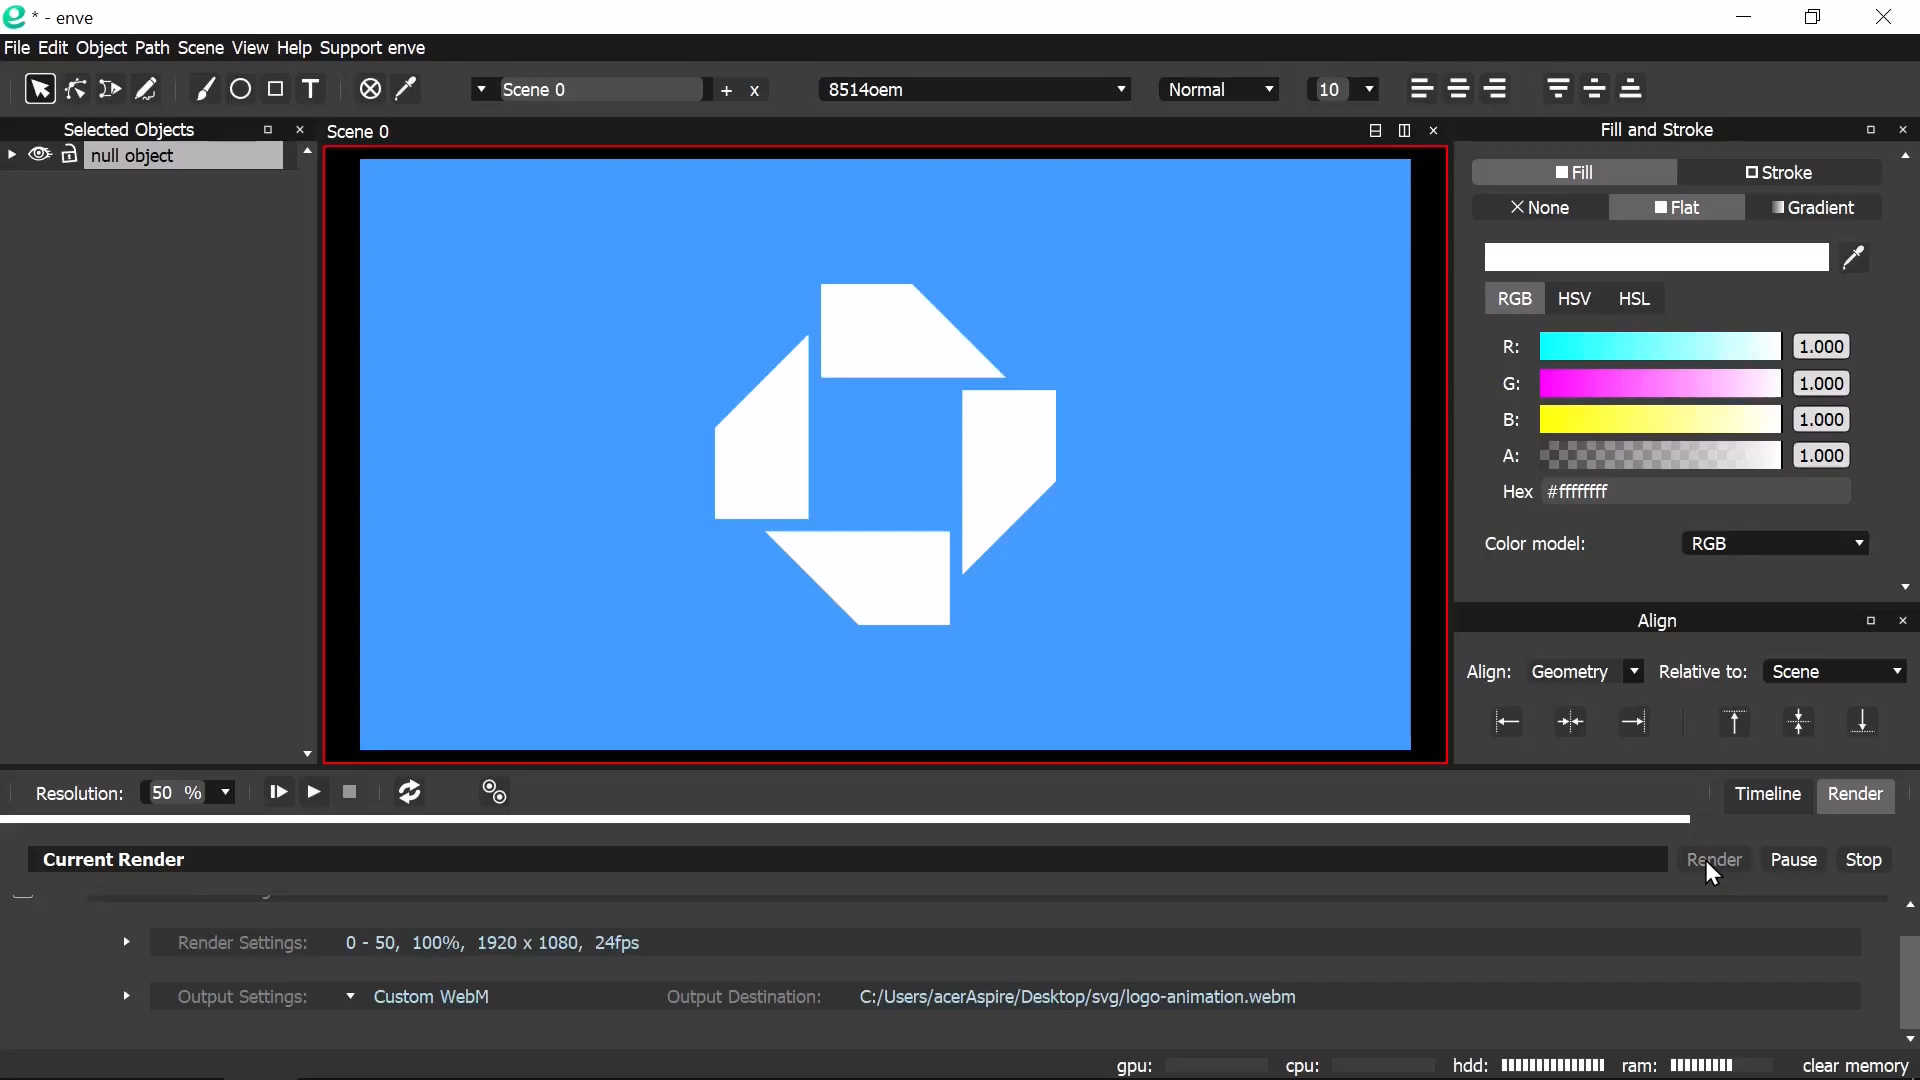 * - enve
File Edit Object Path Scene View Help Support enve
T Scene 0 + x 8514oem Normal 10
Selected Objects
Scene 0
Fill and Stroke
null object
Fill Stroke
None Flat Gradient
RGB HSV HSL
R: 1.000
G: 1.000
B: 1.000
A: 1.000
Hex #ffffffff
Color model: RGB
Align
Align: Geometry Relative to: Scene
Resolution: 50 % Timeline Render
Current Render Render Pause Stop
Render Settings: 0 - 50, 100%, 1920 x 1080, 24fps
Output Settings: Custom WebM Output Destination: C:/Users/acerAspire/Desktop/svg/logo-animation.webm
gpu: cpu: hdd: ram: clear memory